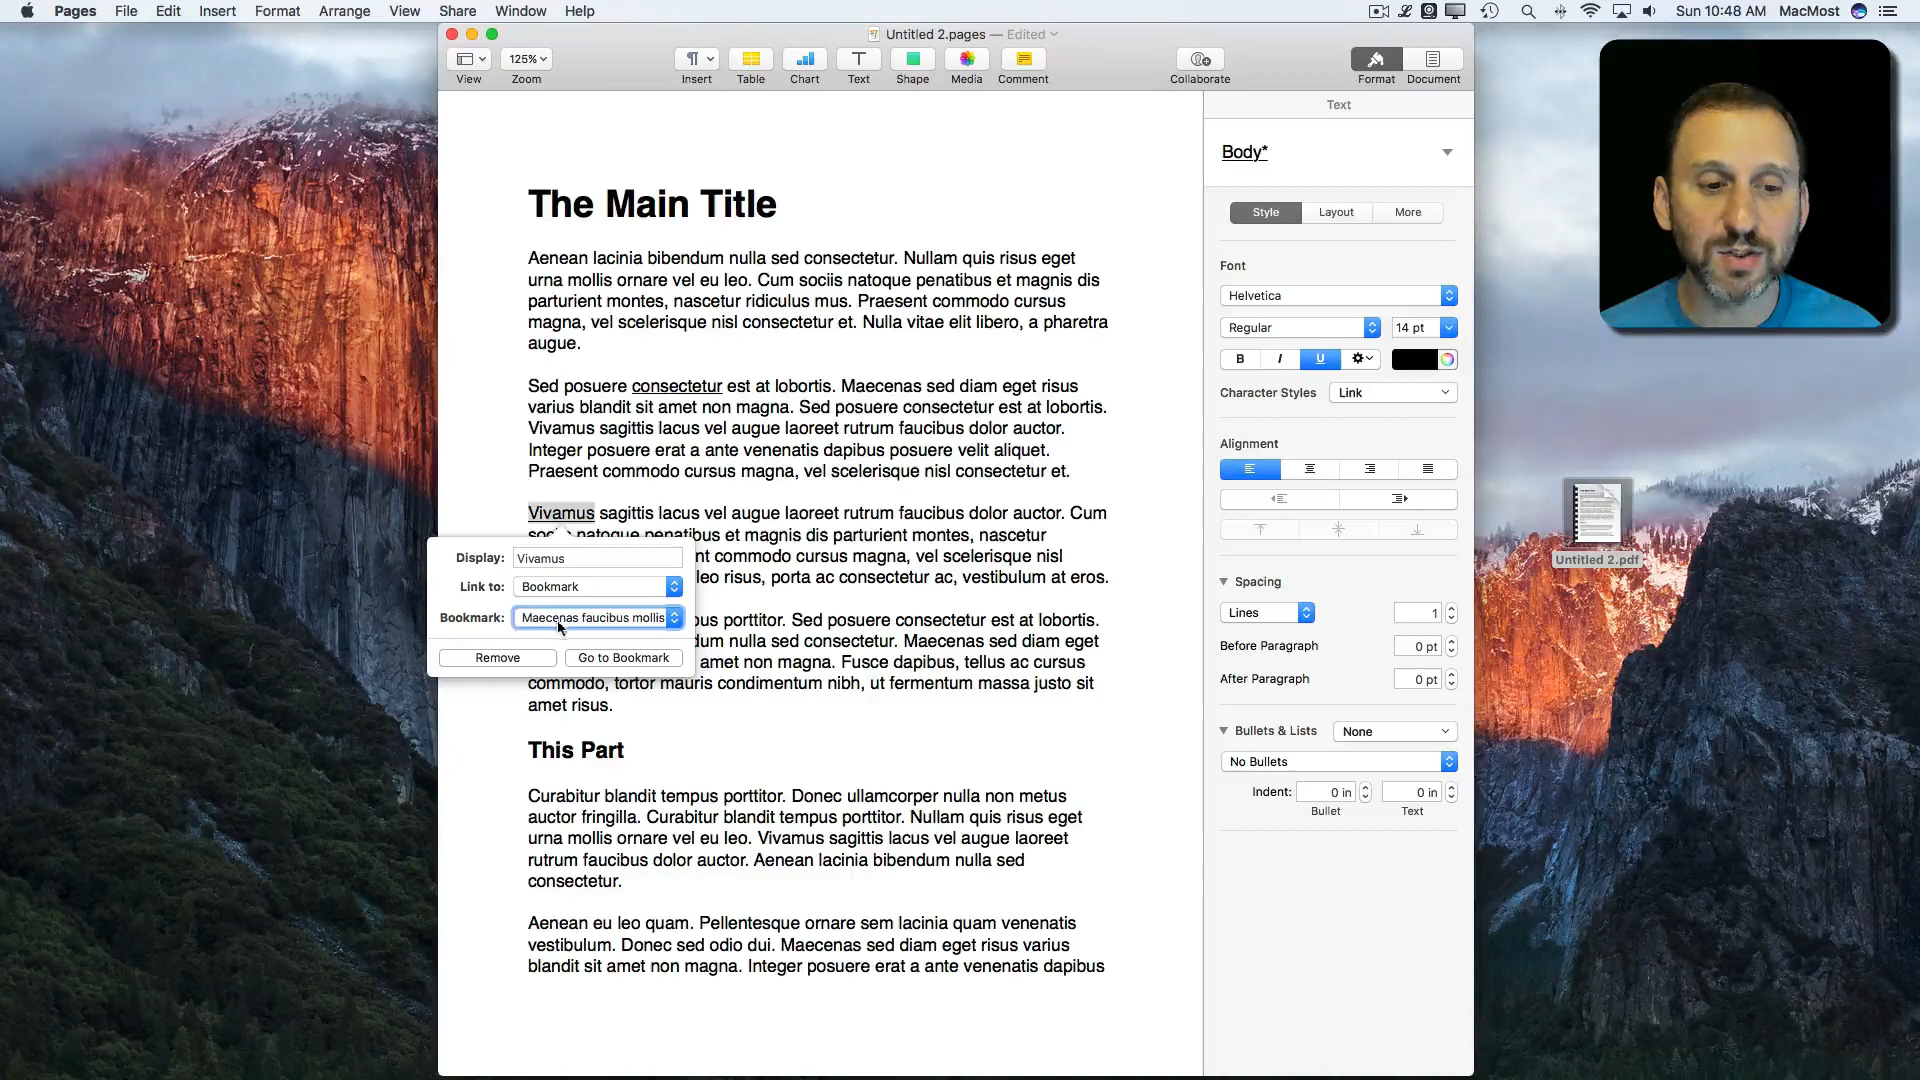 Pages File Edit Insert Format Arrange View Share Window Help
Sun 10:48 AM MacMost
Untitled 2.pages — Edited
125%
View Zoom Insert Table Chart Text Shape Media Comment Collaborate Format Document
Text
Body*
Style Layout More
Font
Helvetica
Regular 14 pt
B I U
Character Styles Link
Alignment
Spacing
Lines 1
Before Paragraph 0 pt
After Paragraph 0 pt
Bullets & Lists None
No Bullets
Indent: 0 in 0 in
Bullet Text
The Main Title
Aenean lacinia bibendum nulla sed consectetur. Nullam quis risus eget
urna mollis ornare vel eu leo. Cum sociis natoque penatibus et magnis dis
parturient montes, nascetur ridiculus mus. Praesent commodo cursus
magna, vel scelerisque nisl consectetur et. Nulla vitae elit libero, a pharetra
augue.
Sed posuere consectetur est at lobortis. Maecenas sed diam eget risus
varius blandit sit amet non magna. Sed posuere consectetur est at lobortis.
Vivamus sagittis lacus vel augue laoreet rutrum faucibus dolor auctor.
Integer posuere erat a ante venenatis dapibus posuere velit aliquet.
Praesent commodo cursus magna, vel scelerisque nisl consectetur et.
Vivamus sagittis lacus vel augue laoreet rutrum faucibus dolor auctor. Cum
natoque penatibus et magnis dis parturient montes, nascetur
commodo cursus magna, vel scelerisque nisl
leo risus, porta ac consectetur ac, vestibulum at eros.
porttitor. Sed posuere consectetur est at lobortis.
nulla sed consectetur. Maecenas sed diam eget risus
amet non magna. Fusce dapibus, tellus ac cursus
commodo, tortor mauris condimentum nibh, ut fermentum massa justo sit
amet risus.
Display: Vivamus
Link to: Bookmark
Bookmark: Maecenas faucibus mollis
Remove Go to Bookmark
This Part
Curabitur blandit tempus porttitor. Donec ullamcorper nulla non metus
auctor fringilla. Curabitur blandit tempus porttitor. Nullam quis risus eget
urna mollis ornare vel eu leo. Vivamus sagittis lacus vel augue laoreet
rutrum faucibus dolor auctor. Aenean lacinia bibendum nulla sed
consectetur.
Aenean eu leo quam. Pellentesque ornare sem lacinia quam venenatis
vestibulum. Donec sed odio dui. Maecenas sed diam eget risus varius
blandit sit amet non magna. Integer posuere erat a ante venenatis dapibus
Untitled 2.pdf